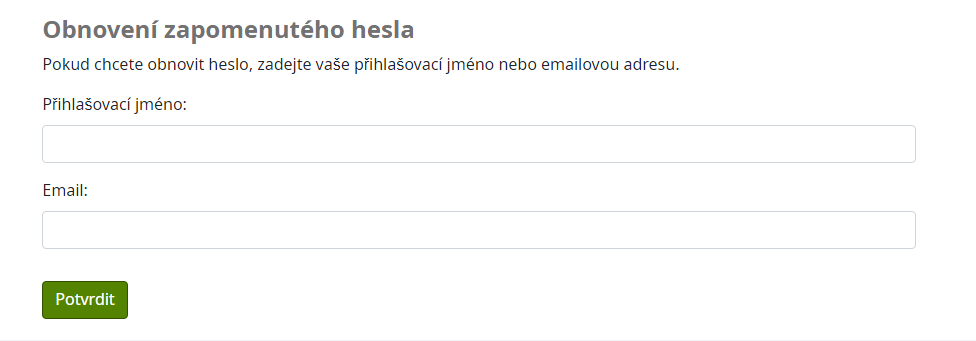 Obnovení zapomenutého hesla
Pokud chcete obnovit heslo, zadejte vaše přihlašovací jméno nebo emailovou adresu.
Přihlašovací jméno:
Email:
Potvrdit